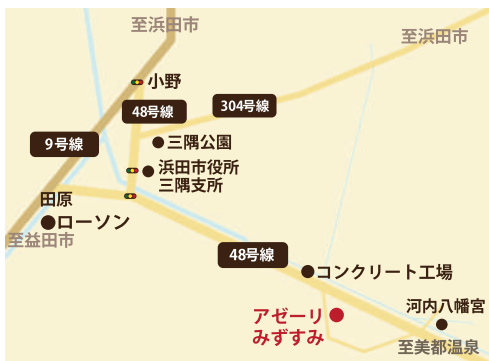 至浜田市
至浜田市
小野
48号線
304号線
9号線
三隅公園
浜田市役所
三隅支所
田原
ローソン
至益田市
48号線
コンクリート工場
アゼーリ
みずすみ
河内八幡宮
至美都温泉